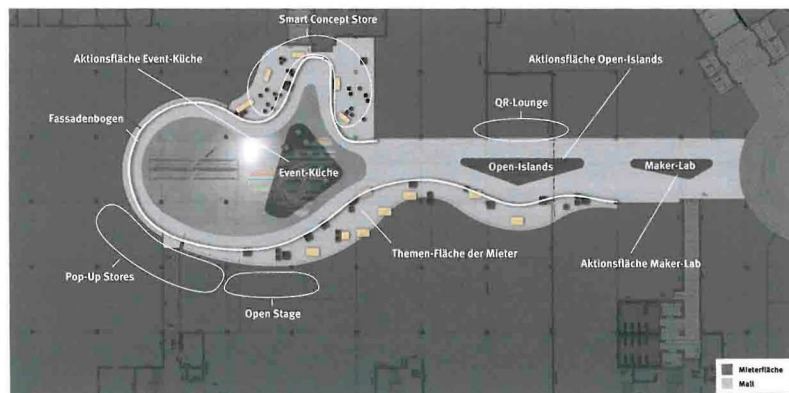 Smart Concept Store
Aktionsfläche Event-Küche
Aktionsfläche Open-Islands
QR-Lounge
Fassadenbogen
Event-Küche
Open-Islands
Maker-Lab
Themen-Fläche der Mieter
Aktionsfläche Maker-Lab
Pop-Up Stores
Open Stage
Mieterfläche
Mall